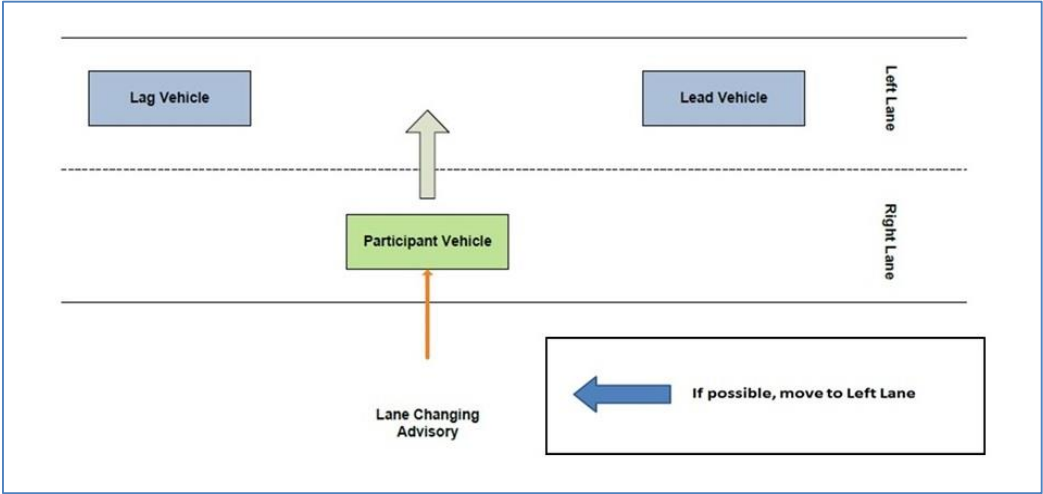 Lag Vehicle
Lead Vehicle
Left Lane
Participant Vehicle
Right Lane
Lane Changing
Advisory
If possible, move to Left Lane